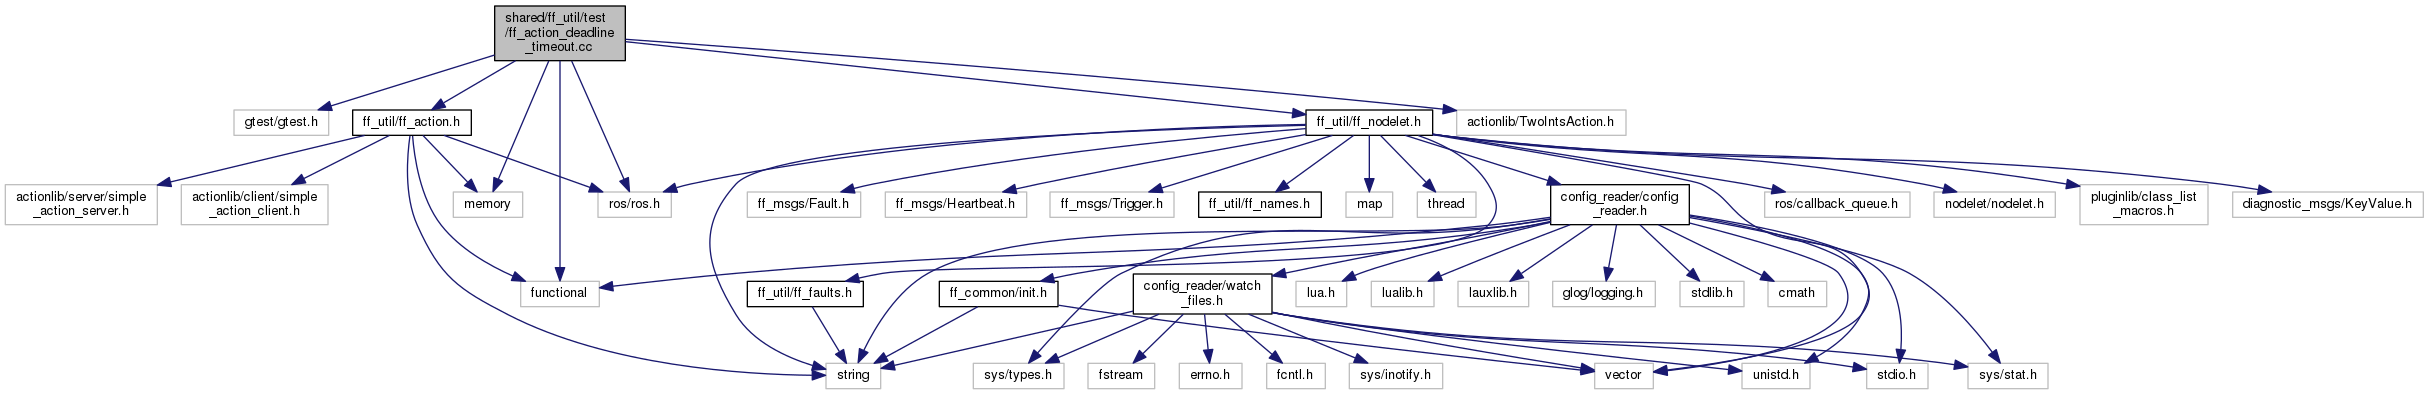 shared/ff_util/test
/ff_action_deadline
_timeout.cc
gtest/gtest.h
ff_util/ff_action.h
ff_util/ff_nodelet.h
actionlib/TwoIntsAction.h
actionlib/server/simple
_action_server.h
actionlib/client/simple
_action_client.h
memory
ros/ros.h
ff_msgs/Fault.h
ff_msgs/Heartbeat.h
ff_msgs/Trigger.h
ff_util/ff_names.h
map
thread
config_reader/config
_reader.h
ros/callback_queue.h
nodelet/nodelet.h
pluginlib/class_list
_macros.h
diagnostic_msgs/KeyValue.h
functional
ff_util/ff_faults.h
ff_common/init.h
config_reader/watch
_files.h
lua.h
lualib.h
lauxlib.h
glog/logging.h
stdlib.h
cmath
string
sys/types.h
fstream
errno.h
fcntl.h
sys/inotify.h
vector
unistd.h
stdio.h
sys/stat.h